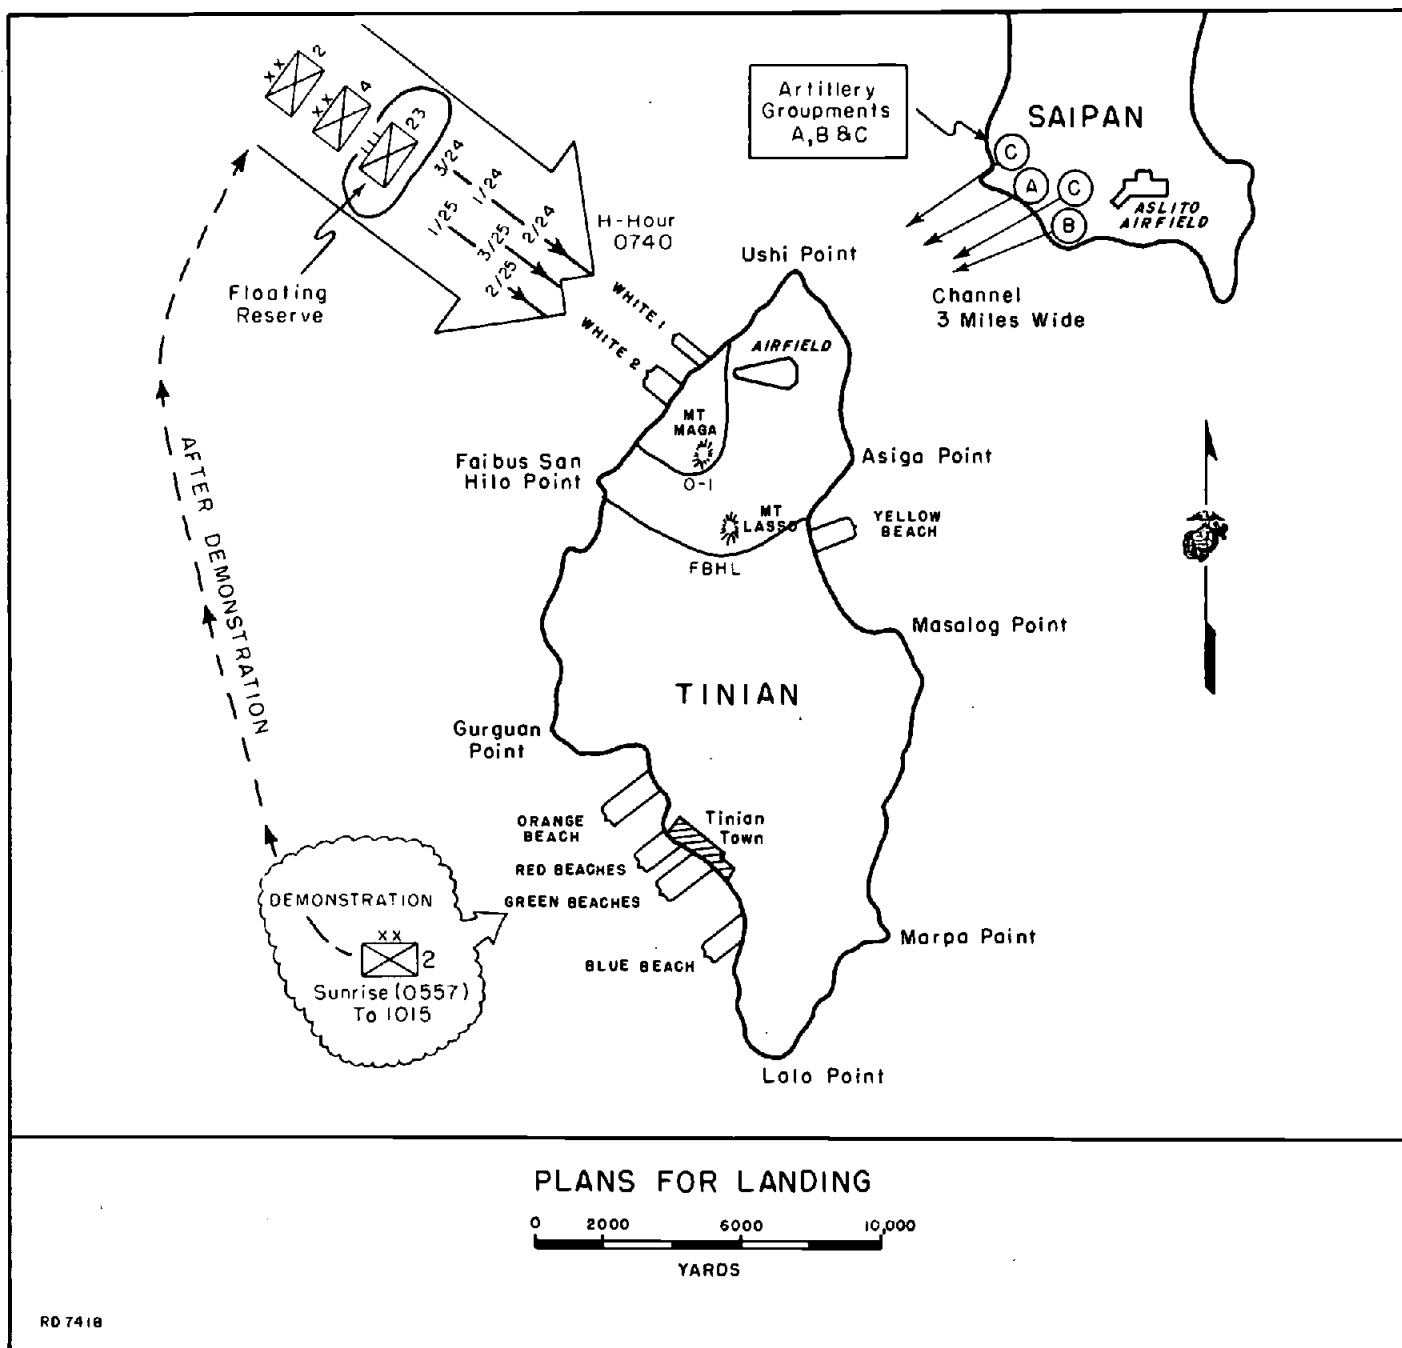 XX
2
XX
4
III
23
3/24
1/24
2/24
1/25
3/25
2/25
H-Hour
0740
Floating
Reserve
Artillery
Groupments
A, B & C
SAIPAN
C
A
C
B
ASLITO
AIRFIELD
Channel
3 Miles Wide
Ushi Point
WHITE 1
WHITE 2
AIRFIELD
MT
MAGA
O-1
Faibus San
Hilo Point
Asiga Point
MT
LASSO
YELLOW
BEACH
FBHL
Masalog Point
TINIAN
AFTER DEMONSTRATION
Gurguan
Point
ORANGE
BEACH
Tinian
Town
RED BEACHES
GREEN BEACHES
DEMONSTRATION
XX
2
Sunrise (0557)
To 1015
BLUE BEACH
Marpa Point
Lalo Point
PLANS FOR LANDING
0 2000 6000 10,000
YARDS
RD 7418